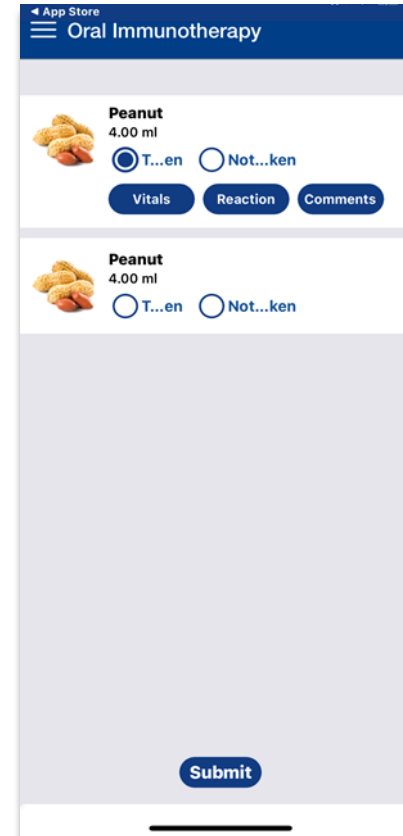 ◄ App Store
Oral Immunotherapy
Peanut
4.00 ml
T...en Not...ken
Vitals Reaction Comments
Peanut
4.00 ml
T...en Not...ken
Submit